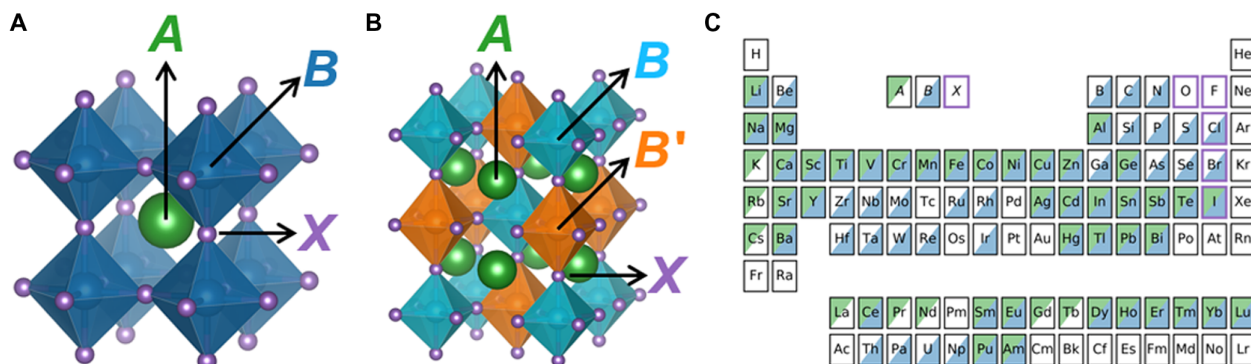 A
A
B
X
B
A
B
B'
X
C
H He
Li Be A B X B C N O F Ne
Na Mg Al Si P S Cl Ar
K Ca Sc Ti V Cr Mn Fe Co Ni Cu Zn Ga Ge As Se Br Kr
Rb Sr Y Zr Nb Mo Tc Ru Rh Pd Ag Cd In Sn Sb Te I Xe
Cs Ba Hf Ta W Re Os Ir Pt Au Hg Tl Pb Bi Po At Rn
Fr Ra
La Ce Pr Nd Pm Sm Eu Gd Tb Dy Ho Er Tm Yb Lu
Ac Th Pa U Np Pu Am Cm Bk Cf Es Fm Md No Lr